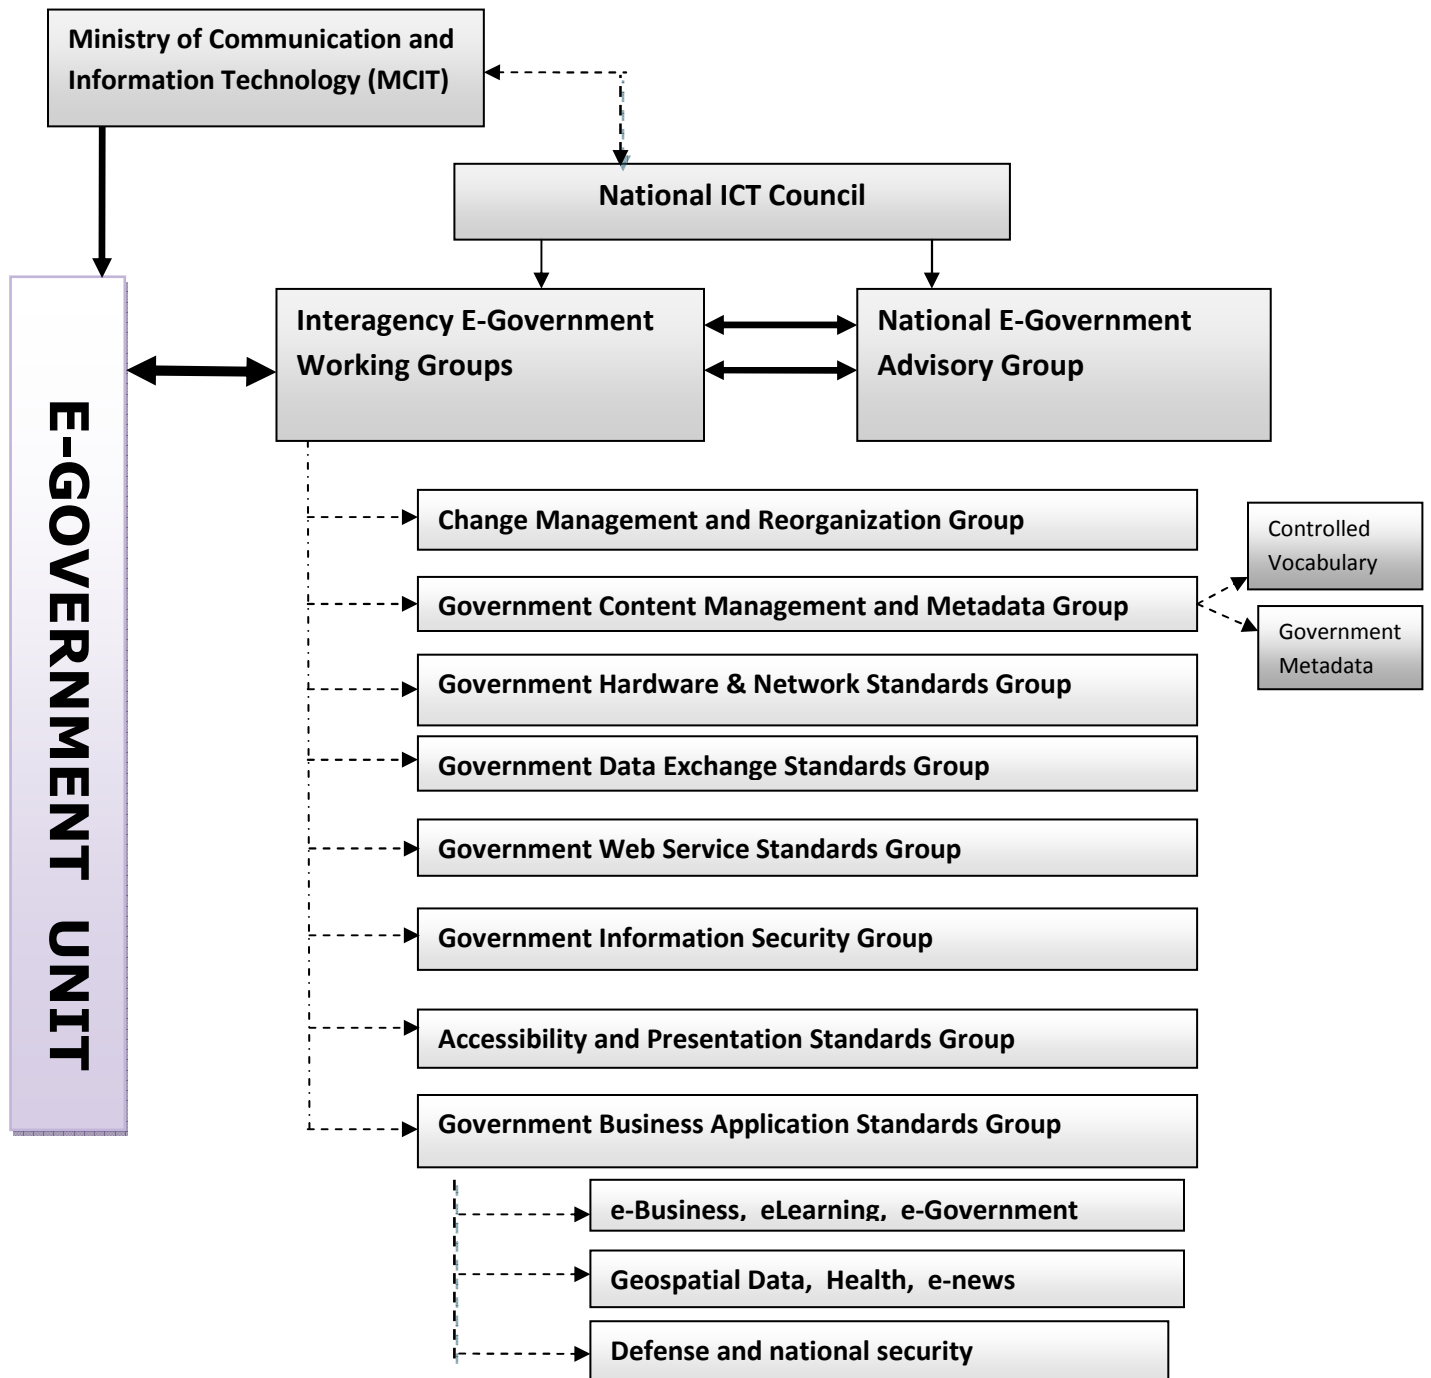 Ministry of Communication and
Information Technology (MCIT)
National ICT Council
Interagency E-Government
Working Groups
National E-Government
Advisory Group
E-GOVERNMENT UNIT
Change Management and Reorganization Group
Controlled
Vocabulary
Government Content Management and Metadata Group
Government
Metadata
Government Hardware & Network Standards Group
Government Data Exchange Standards Group
Government Web Service Standards Group
Government Information Security Group
Accessibility and Presentation Standards Group
Government Business Application Standards Group
e-Business, eLearning, e-Government
Geospatial Data, Health, e-news
Defense and national security